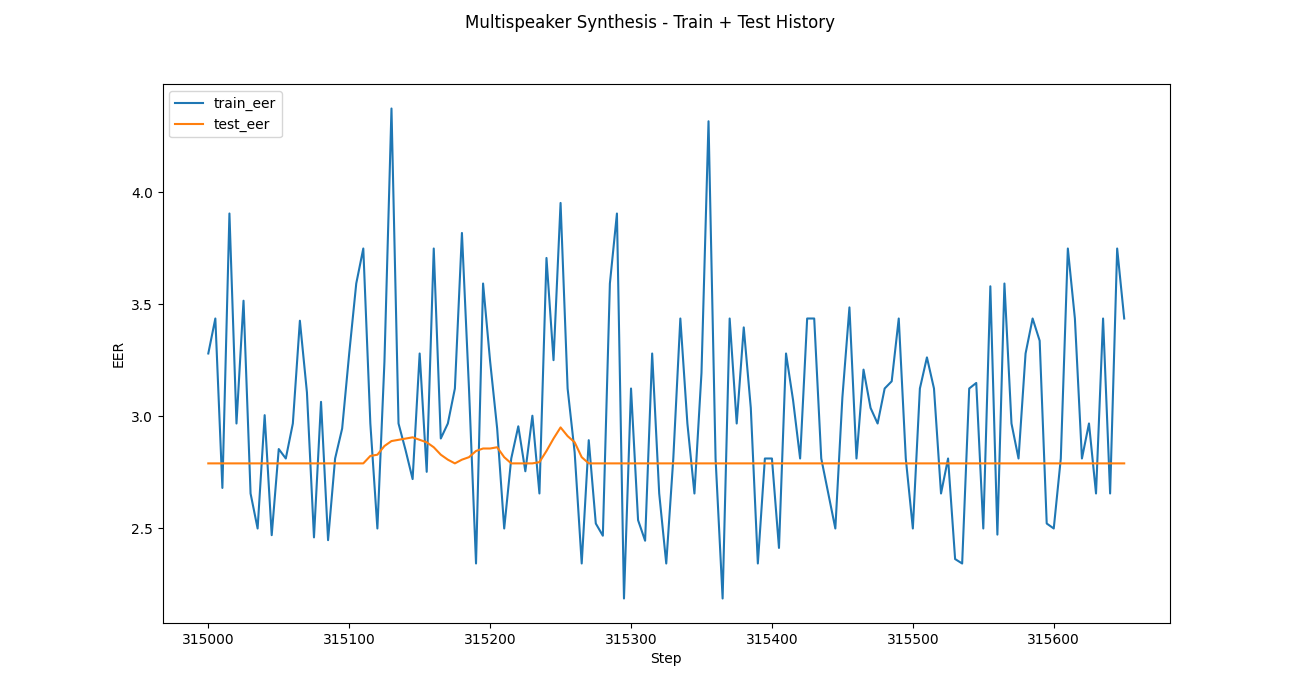 Multispeaker Synthesis - Train + Test History
train_eer
test_eer
EER
4.0
3.5
3.0
2.5
315000 315100 315200 315300 315400 315500 315600
Step